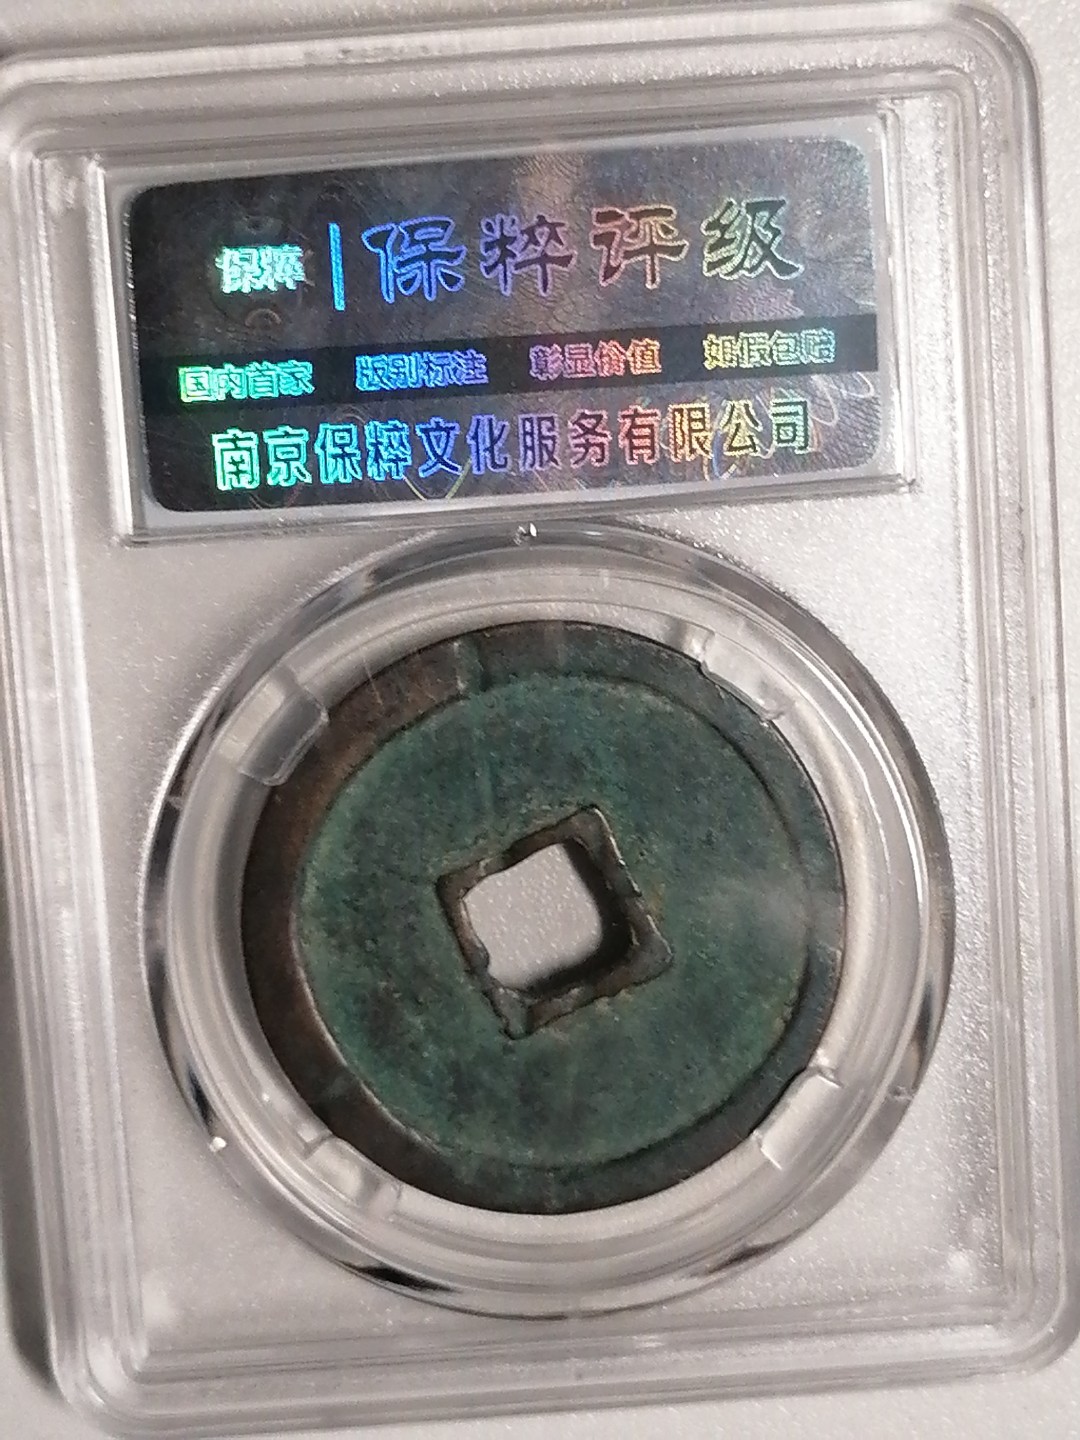 保粹 保粹评级
国内首家 版别标注 彰显价值 如假包赔
南京保粹文化服务有限公司